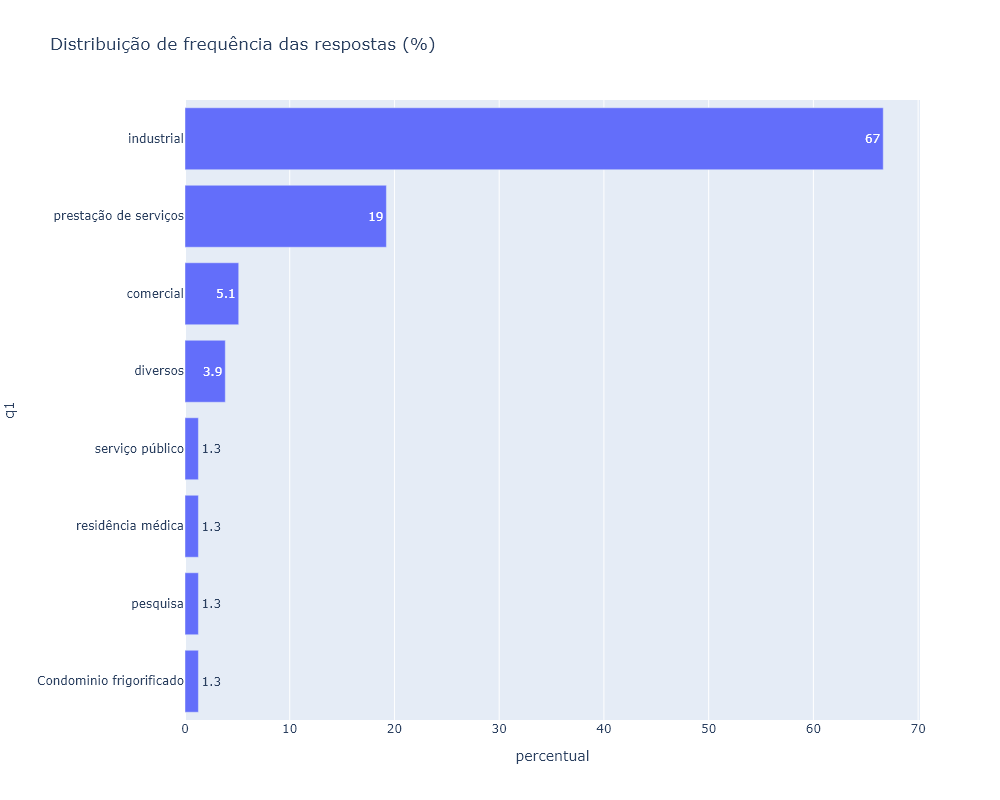 Distribuição de frequência das respostas (%)
industrial 67
prestação de serviços 19
comercial 5.1
diversos 3.9
serviço público 1.3
residência médica 1.3
pesquisa 1.3
Condominio frigorificado 1.3
0 10 20 30 40 50 60 70
percentual
q1